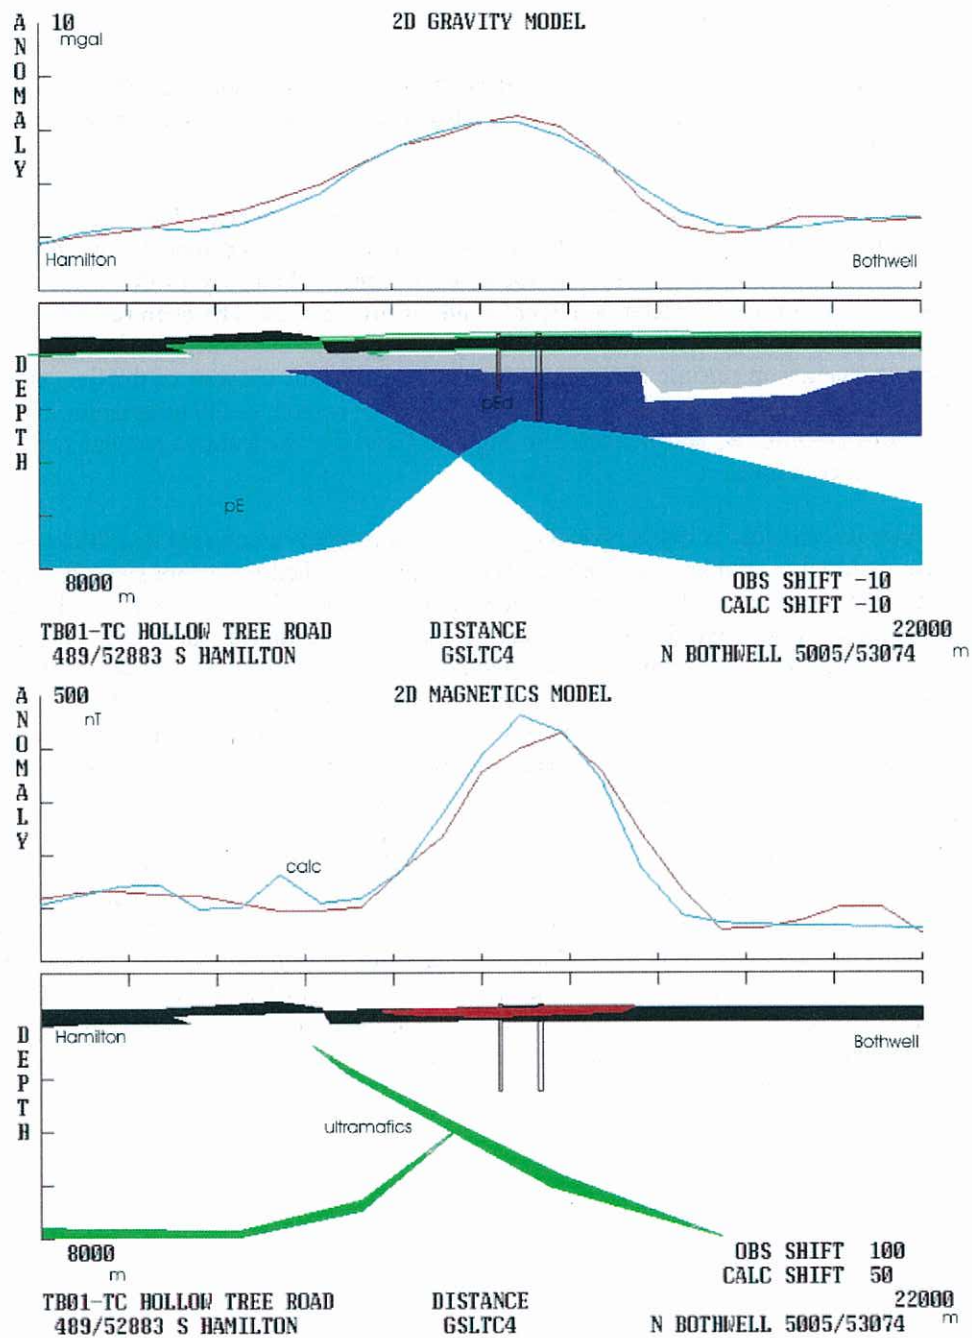 ANOMALY
10
mgal
2D GRAVITY MODEL
Hamilton
Bothwell
DEPTH
pEd
pE
8000
m
OBS SHIFT -10
CALC SHIFT -10
TB01-TC HOLLOW TREE ROAD
DISTANCE
22000
489/52883 S HAMILTON
GSLTC4
N BOTHWELL 5005/53074
m
ANOMALY
500
nT
2D MAGNETICS MODEL
calc
DEPTH
Hamilton
Bothwell
ultramafics
8000
m
OBS SHIFT 100
CALC SHIFT 50
TB01-TC HOLLOW TREE ROAD
DISTANCE
22000
489/52883 S HAMILTON
GSLTC4
N BOTHWELL 5005/53074
m